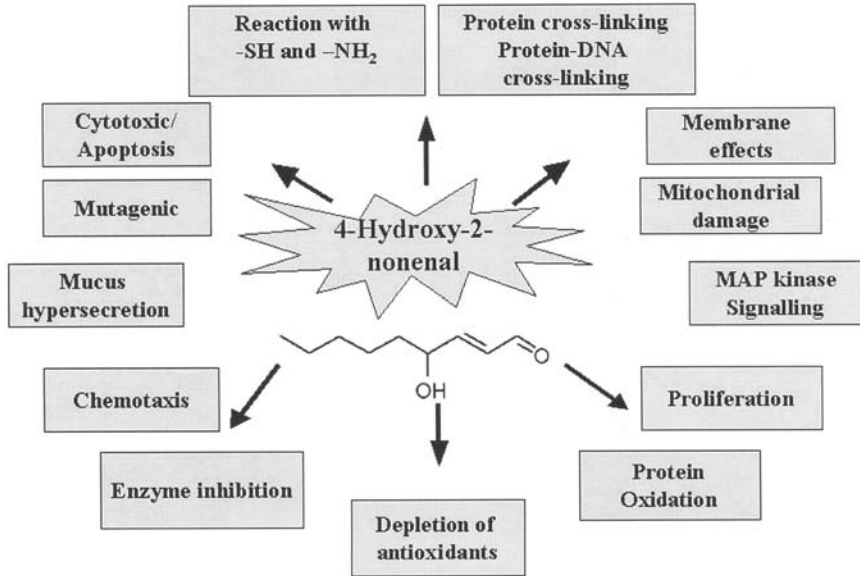 Reaction with
-SH and –NH₂
Protein cross-linking
Protein-DNA
cross-linking
Cytotoxic/
Apoptosis
Membrane
effects
Mutagenic
Mitochondrial
damage
4-Hydroxy-2-
nonenal
Mucus
hypersecretion
MAP kinase
Signalling
O
OH
Chemotaxis
Proliferation
Enzyme inhibition
Protein
Oxidation
Depletion of
antioxidants